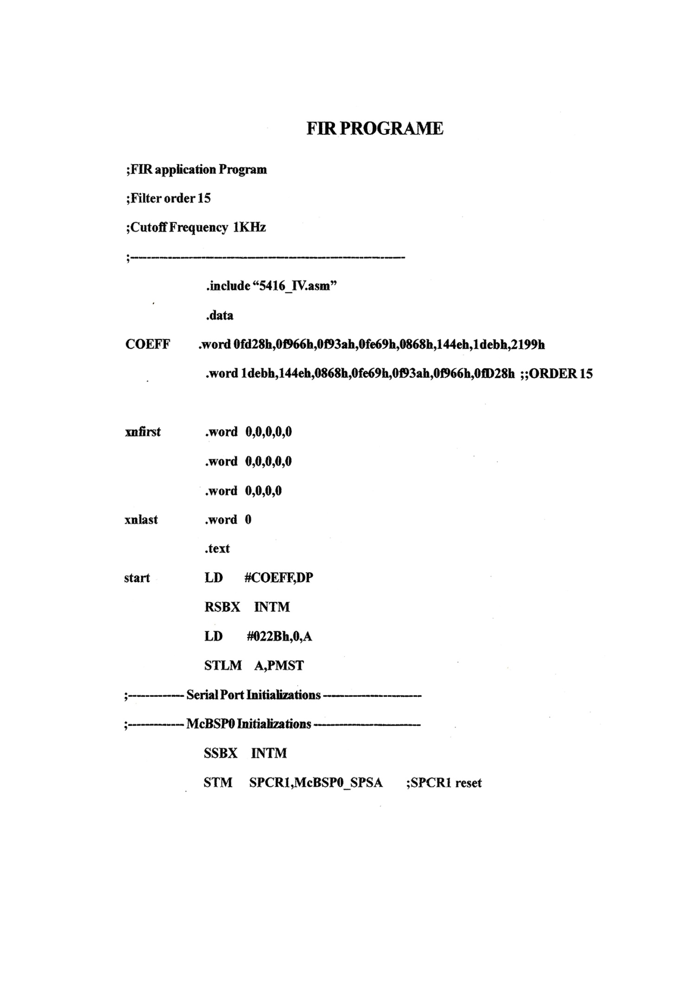 FIR PROGRAME
;FIR application Program
;Filter order 15
;Cutoff Frequency 1KHz
;----------------------------------------------------------------
.include “5416_IV.asm”
.data
COEFF .word 0fd28h,0f966h,0f93ah,0fe69h,0868h,144eh,1debh,2199h
.word 1debh,144eh,0868h,0fe69h,0f93ah,0f966h,0fD28h ;;ORDER 15
xnfirst .word 0,0,0,0,0
.word 0,0,0,0,0
.word 0,0,0,0
xnlast .word 0
.text
start LD #COEFF,DP
RSBX INTM
LD #022Bh,0,A
STLM A,PMST
;------------- Serial Port Initializations -----------------------
;------------- McBSP0 Initializations -------------------------
SSBX INTM
STM SPCR1,McBSP0_SPSA ;SPCR1 reset